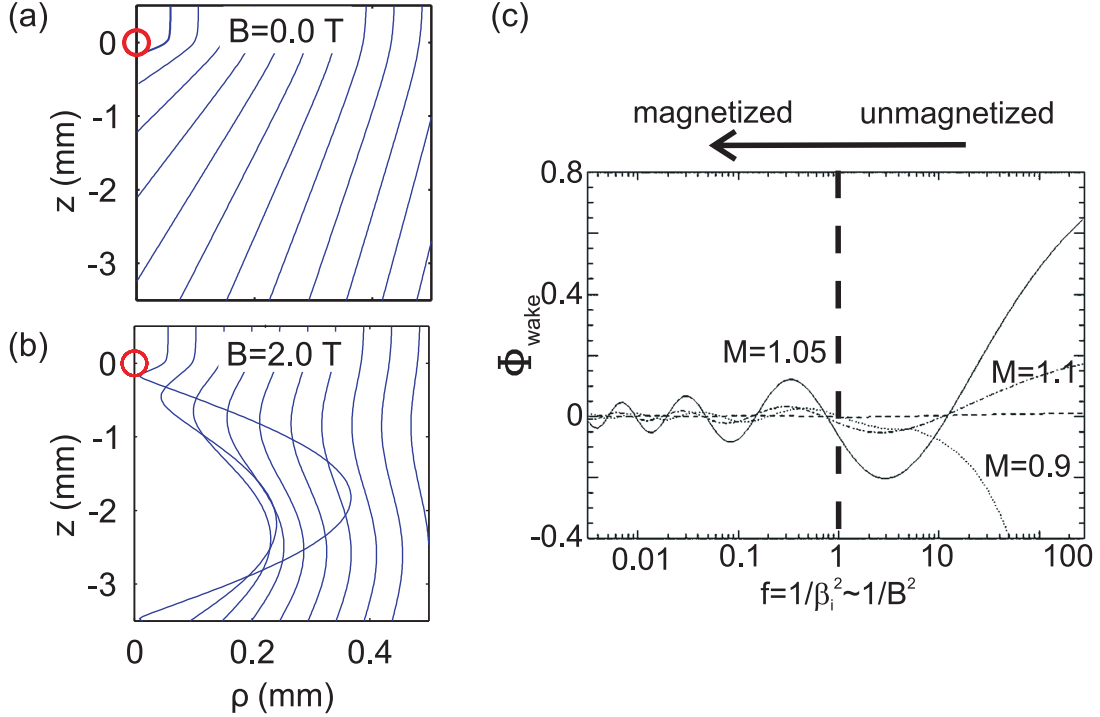 (a)
B=0.0 T
0
-1
-2
-3
z (mm)
(b)
B=2.0 T
0
-1
-2
-3
z (mm)
0
0.2
0.4
ρ (mm)
(c)
magnetized
unmagnetized
0.8
0.4
0
-0.4
Φwake
M=1.05
M=1.1
M=0.9
0.01
0.1
1
10
100
f=1/βi²~1/B²